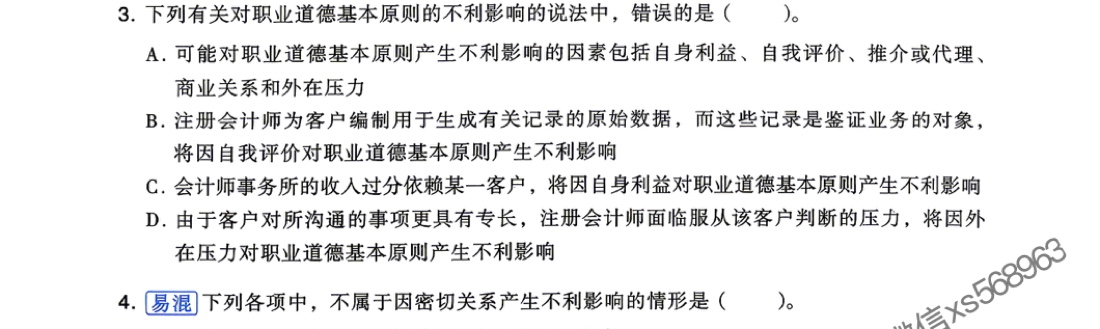 3. 下列有关对职业道德基本原则的不利影响的说法中，错误的是（　　）。
A. 可能对职业道德基本原则产生不利影响的因素包括自身利益、自我评价、推介或代理、
商业关系和外在压力
B. 注册会计师为客户编制用于生成有关记录的原始数据，而这些记录是鉴证业务的对象，
将因自我评价对职业道德基本原则产生不利影响
C. 会计师事务所的收入过分依赖某一客户，将因自身利益对职业道德基本原则产生不利影响
D. 由于客户对所沟通的事项更具有专长，注册会计师面临服从该客户判断的压力，将因外
在压力对职业道德基本原则产生不利影响
4. 易混 下列各项中，不属于因密切关系产生不利影响的情形是（　　）。
信xs568963